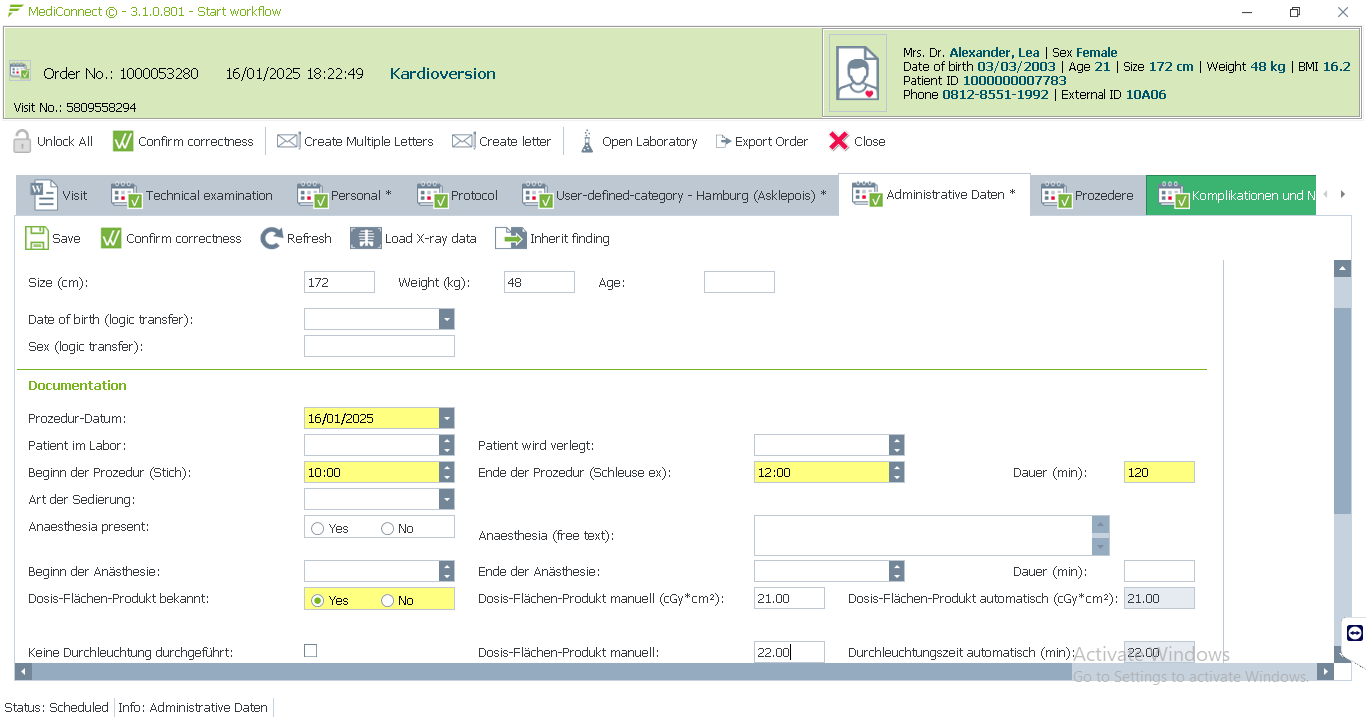 MediConnect © - 3.1.0.801 - Start workflow
Order No.: 1000053280 16/01/2025 18:22:49 Kardioversion
Visit No.: 5809558294
Mrs. Dr. Alexander, Lea | Sex Female
Date of birth 03/03/2003 | Age 21 | Size 172 cm | Weight 48 kg | BMI 16.2
Patient ID 1000000007783
Phone 0812-8551-1992 | External ID 10A06
Unlock All Confirm correctness Create Multiple Letters Create letter Open Laboratory Export Order Close
Visit Technical examination Personal * Protocol User-defined-category - Hamburg (Asklepois) * Administrative Daten * Prozedere Komplikationen und N
Save Confirm correctness Refresh Load X-ray data Inherit finding
Size (cm): 172 Weight (kg): 48 Age:
Date of birth (logic transfer):
Sex (logic transfer):
Documentation
Prozedur-Datum: 16/01/2025
Patient im Labor: Patient wird verlegt:
Beginn der Prozedur (Stich): 10:00 Ende der Prozedur (Schleuse ex): 12:00 Dauer (min): 120
Art der Sedierung:
Anaesthesia present: Yes No Anaesthesia (free text):
Beginn der Anästhesie: Ende der Anästhesie: Dauer (min):
Dosis-Flächen-Produkt bekannt: Yes No Dosis-Flächen-Produkt manuell (cGy*cm²): 21.00 Dosis-Flächen-Produkt automatisch (cGy*cm²): 21.00
Keine Durchleuchtung durchgeführt: Dosis-Flächen-Produkt manuell: 22.00 Durchleuchtungszeit automatisch (min): 22.00
Activate Windows
Go to Settings to activate Windows.
Status: Scheduled Info: Administrative Daten